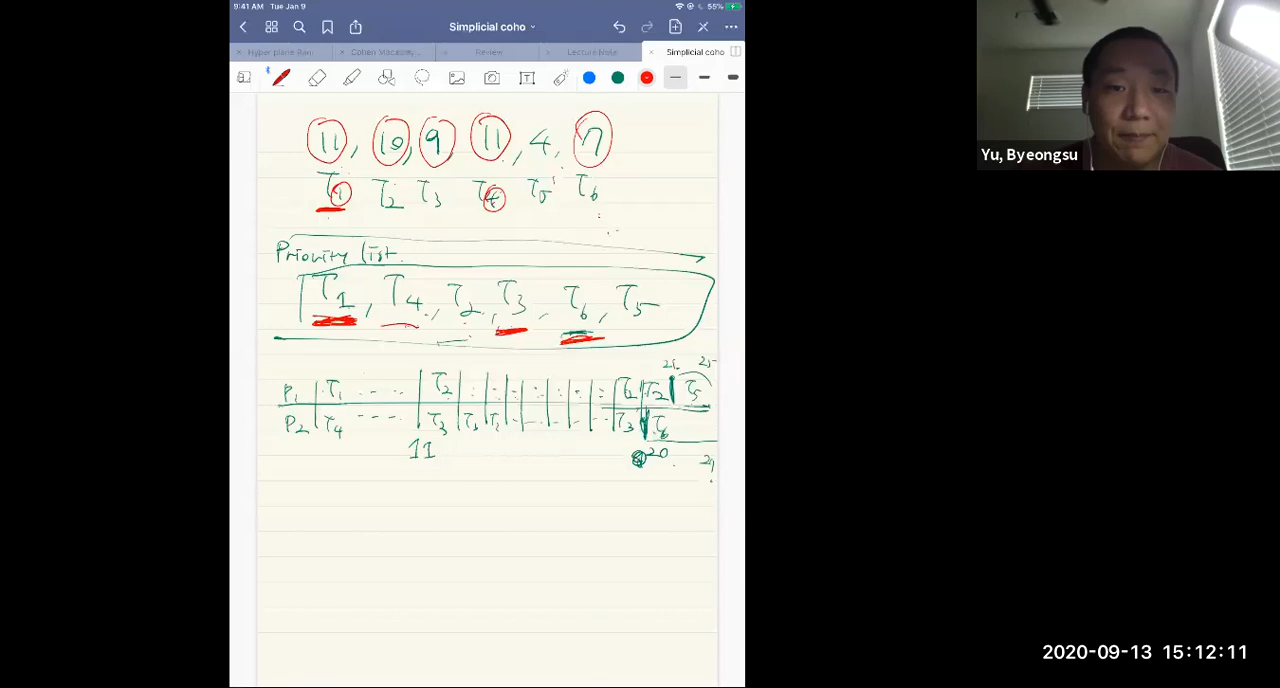 9:41 AM Tue Jan 9
55%
Simplicial coho
Hyper plane Ran
Cohen Macaulay,...
Review
Lecture Note
Simplicial coho
11, 10, 9, 11, 4, 7
T1 T2 T3 T4 T5 T6
Priority list.
T1, T4, T2, T3, T6, T5
P1 T1 T2 T2 T2 21 T5 25
P2 T4 T3 T3 T3 T6
11 20
Yu, Byeongsu
2020-09-13 15:12:11